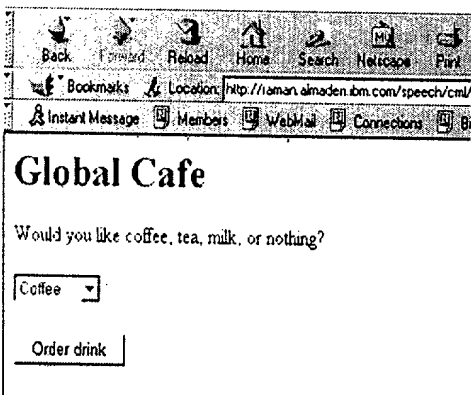 Back Forward Reload Home Search Netscape Print
Bookmarks Location: http://raman.almaden.ibm.com/speech/cml/
Instant Message Members WebMail Connections
Global Cafe
Would you like coffee, tea, milk, or nothing?
Coffee
Order drink